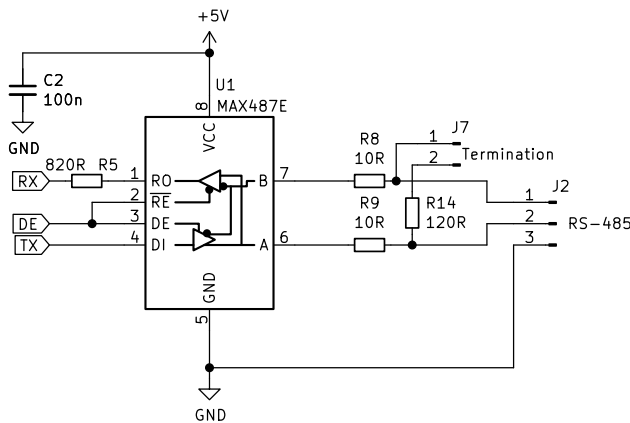 +5V
C2
100n
GND
U1
MAX487E
8
VCC
820R R5
RX
1
RO
2
RE
DE
3
DE
TX
4
DI
B
7
A
6
GND
5
GND
R8
10R
R9
10R
1
2
J7
Termination
R14
120R
J2
1
2
3
RS-485